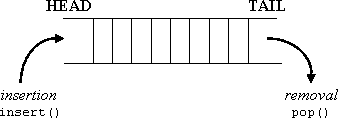 HEAD TAIL
insertion removal
insert() pop()